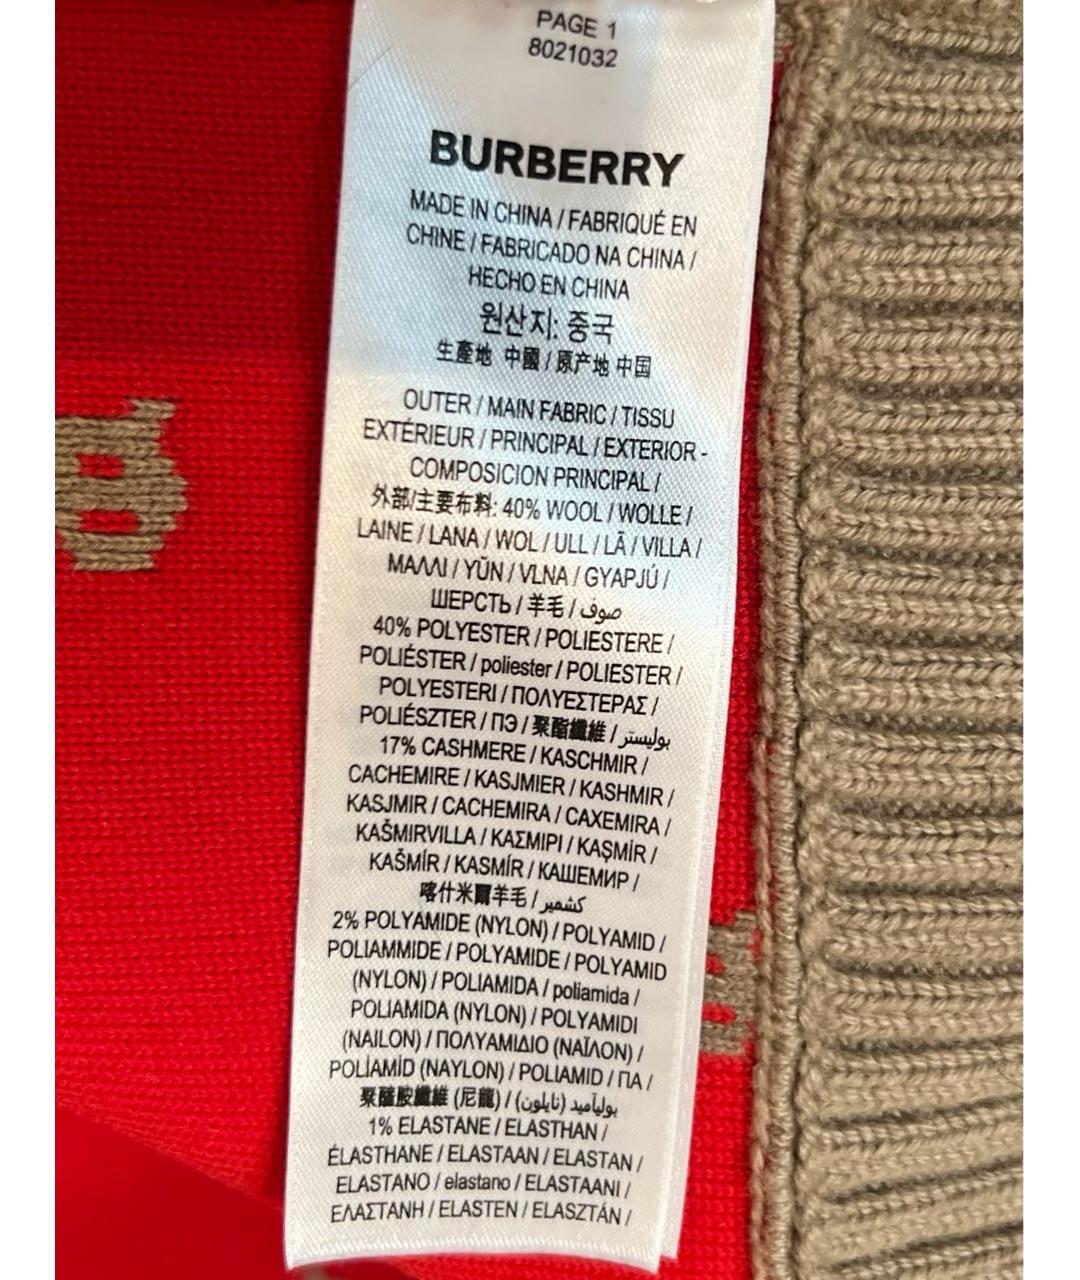 PAGE 1
8021032
BURBERRY
MADE IN CHINA / FABRIQUÉ EN
CHINE / FABRICADO NA CHINA /
HECHO EN CHINA
원산지: 중국
生產地 中國 / 原产地 中国
OUTER / MAIN FABRIC / TISSU
EXTÉRIEUR / PRINCIPAL / EXTERIOR -
COMPOSICION PRINCIPAL /
外部/主要布料: 40% WOOL / WOLLE /
LAINE / LANA / WOL / ULL / LÃ / VILLA /
ΜΑΛΛΙ / YŪN / VLNA / GYAPJÚ /
ШЕРСТЬ / 羊毛 / صوف
40% POLYESTER / POLIESTERE /
POLIÉSTER / poliester / POLIESTER /
POLYESTERI / ΠΟΛΥΕΣΤΕΡΑΣ /
POLIÉSZTER / ПЭ / 聚酯纖維 / بوليستر
17% CASHMERE / KASCHMIR /
CACHEMIRE / KASJMIER / KASHMIR /
KASJMIR / CACHEMIRA / CAXEMIRA /
KAŠMIRVILLA / ΚΑΣΜΙΡΙ / KAŞMİR /
KAŠMÍR / KASMÍR / КАШЕМИР /
喀什米爾羊毛 / كشمير
2% POLYAMIDE (NYLON) / POLYAMID /
POLIAMMIDE / POLYAMIDE / POLYAMID
(NYLON) / POLIAMIDA / poliamida /
POLIAMIDA (NYLON) / POLYAMIDI
(NAILON) / ΠΟΛΥΑΜΙΔΙΟ (ΝΑΪΛΟΝ) /
POLİAMİD (NAYLON) / POLIAMID / ПА /
聚醯胺纖維 (尼龍) / بوليآميد (نايلون)
1% ELASTANE / ELASTHAN /
ÉLASTHANE / ELASTAAN / ELASTAN /
ELASTANO / elastano / ELASTAANI /
ΕΛΑΣΤΑΝΗ / ELASTEN / ELASZTÁN /